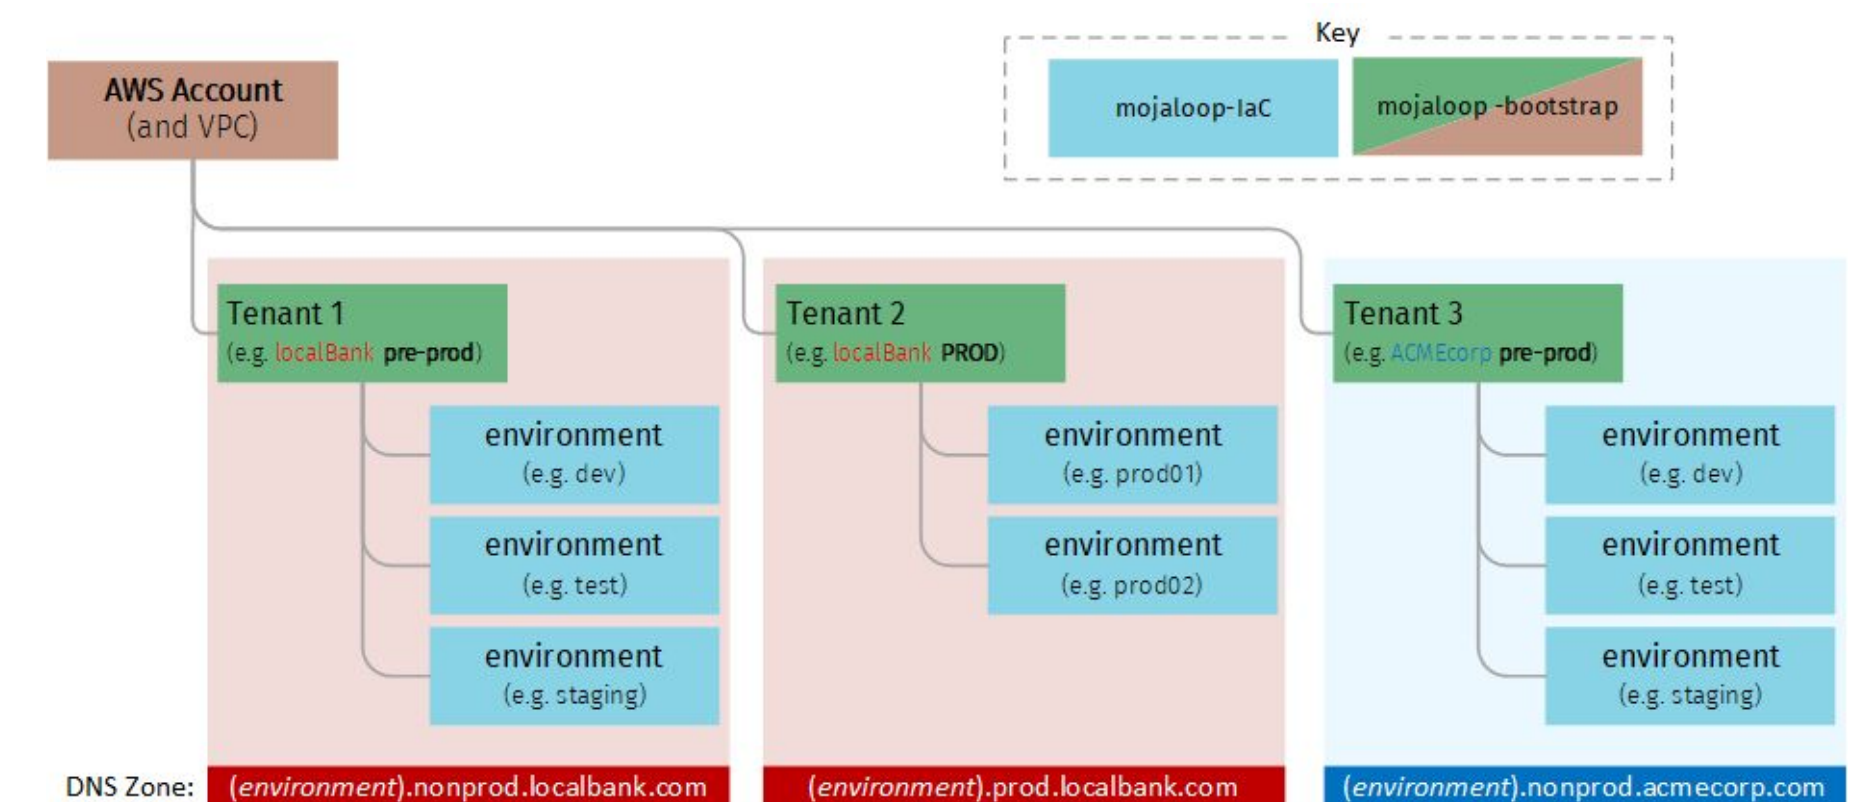 Key
AWS Account
(and VPC)
mojaloop-IaC
mojaloop -bootstrap
Tenant 1
(e.g. localBank pre-prod)
environment
(e.g. dev)
environment
(e.g. test)
environment
(e.g. staging)
Tenant 2
(e.g. localBank PROD)
environment
(e.g. prod01)
environment
(e.g. prod02)
Tenant 3
(e.g. ACMEcorp pre-prod)
environment
(e.g. dev)
environment
(e.g. test)
environment
(e.g. staging)
DNS Zone:
(environment).nonprod.localbank.com
(environment).prod.localbank.com
(environment).nonprod.acmecorp.com